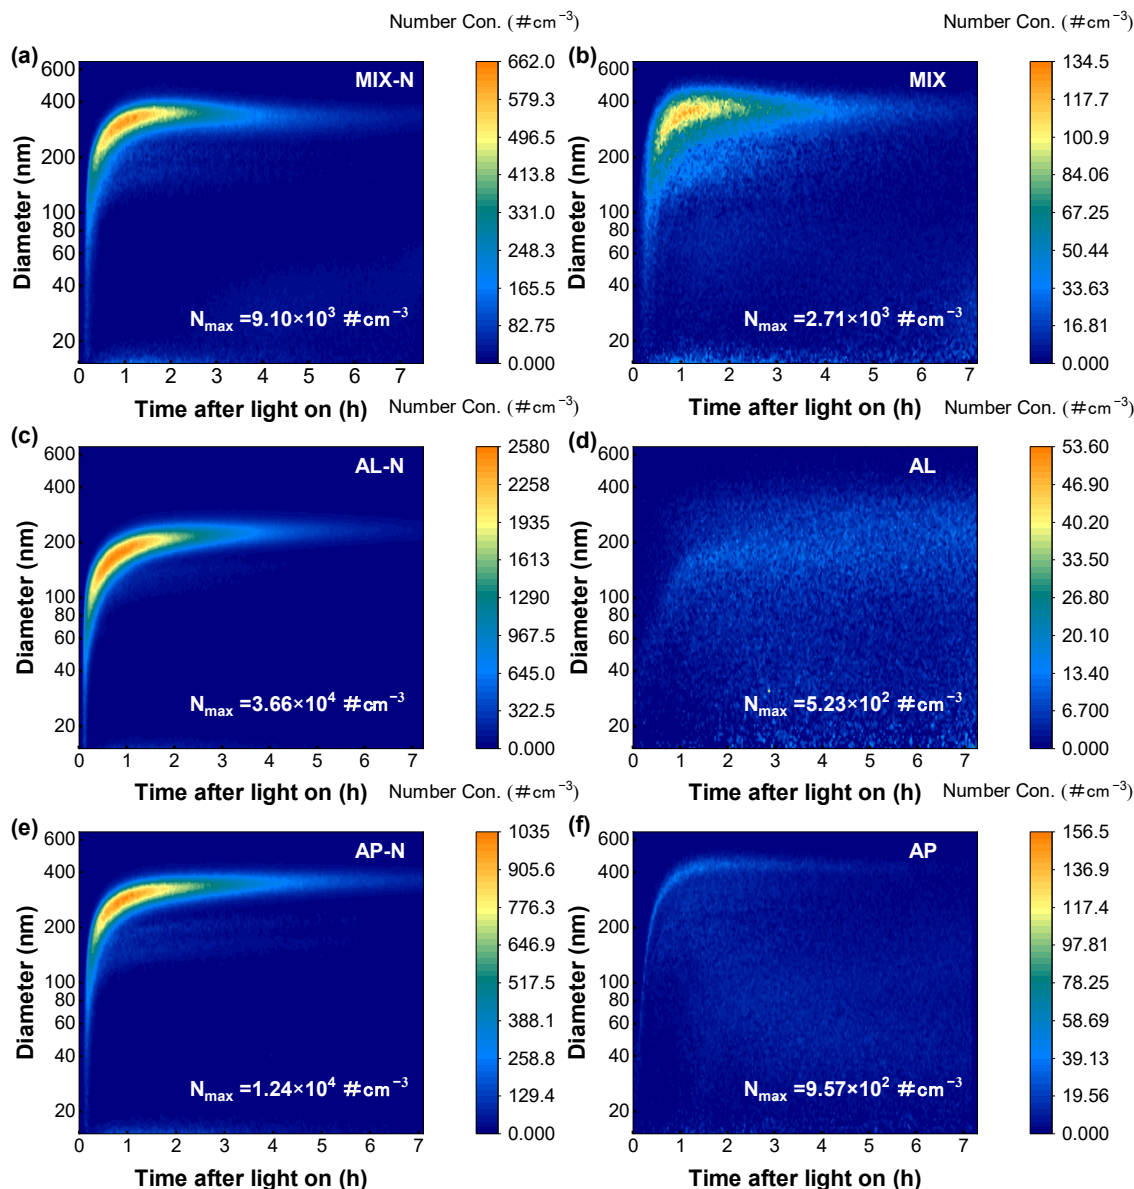 Number Con. (#cm⁻³)
(a)
MIX-N
600
400
200
100
80
60
40
20
Diameter (nm)
Nmax =9.10×10³ #cm⁻³
0 1 2 3 4 5 6 7
Time after light on (h)
662.0
579.3
496.5
413.8
331.0
248.3
165.5
82.75
0.000
Number Con. (#cm⁻³)
(b)
MIX
600
400
200
100
80
60
40
20
Diameter (nm)
Nmax =2.71×10³ #cm⁻³
0 1 2 3 4 5 6 7
Time after light on (h)
134.5
117.7
100.9
84.06
67.25
50.44
33.63
16.81
0.000
Number Con. (#cm⁻³)
(c)
AL-N
600
400
200
100
80
60
40
20
Diameter (nm)
Nmax =3.66×10⁴ #cm⁻³
0 1 2 3 4 5 6 7
Time after light on (h)
2580
2258
1935
1613
1290
967.5
645.0
322.5
0.000
Number Con. (#cm⁻³)
(d)
AL
600
400
200
100
80
60
40
20
Diameter (nm)
Nmax =5.23×10² #cm⁻³
0 1 2 3 4 5 6 7
Time after light on (h)
53.60
46.90
40.20
33.50
26.80
20.10
13.40
6.700
0.000
Number Con. (#cm⁻³)
(e)
AP-N
600
400
200
100
80
60
40
20
Diameter (nm)
Nmax =1.24×10⁴ #cm⁻³
0 1 2 3 4 5 6 7
Time after light on (h)
1035
905.6
776.3
646.9
517.5
388.1
258.8
129.4
0.000
Number Con. (#cm⁻³)
(f)
AP
600
400
200
100
80
60
40
20
Diameter (nm)
Nmax =9.57×10² #cm⁻³
0 1 2 3 4 5 6 7
Time after light on (h)
156.5
136.9
117.4
97.81
78.25
58.69
39.13
19.56
0.000